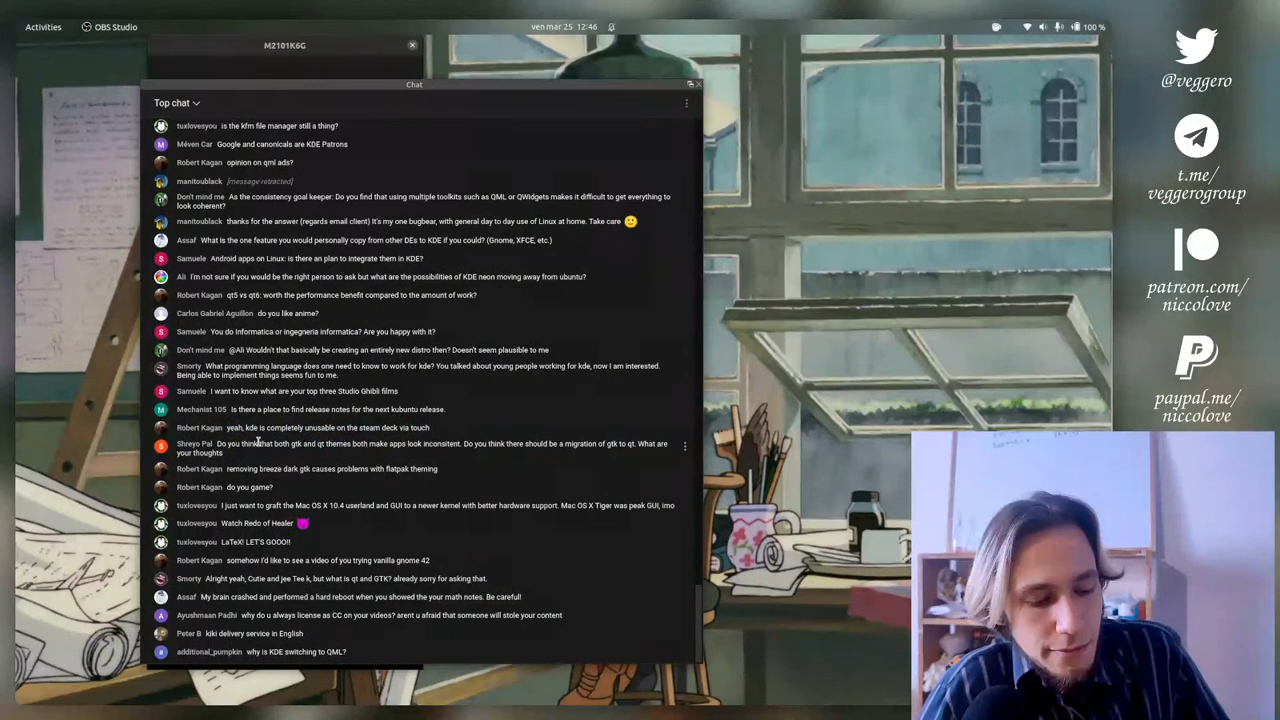 Activities
OBS Studio
ven mar 25 12:46
100 %
M2101K6G
Chat
Top chat
tuxlovesyou is the kfm file manager still a thing?
M Méven Car Google and canonicals are KDE Patrons
Robert Kagan opinion on qml ads?
manitoublack [message retracted]
Don't mind me As the consistency goal keeper: Do you find that using multiple toolkits such as QML or QWidgets makes it difficult to get everything to
look coherent?
manitoublack thanks for the answer (regards email client) It's my one bugbear, with general day to day use of Linux at home. Take care
Assaf What is the one feature you would personally copy from other DEs to KDE if you could? (Gnome, XFCE, etc.)
S Samuele Android apps on Linux: is there an plan to integrate them in KDE?
Ali I'm not sure if you would be the right person to ask but what are the possibilities of KDE neon moving away from ubuntu?
Robert Kagan qt5 vs qt6: worth the performance benefit compared to the amount of work?
Carlos Gabriel Aguillon do you like anime?
S Samuele You do Informatica or ingegneria informatica? Are you happy with it?
Don't mind me @Ali Wouldn't that basically be creating an entirely new distro then? Doesn't seem plausible to me
Smorty What programming language does one need to know to work for kde? You talked about young people working for kde, now I am interested.
Being able to implement things seems fun to me.
S Samuele I want to know what are your top three Studio Ghibli films
M Mechanist 105 Is there a place to find release notes for the next kubuntu release.
Robert Kagan yeah, kde is completely unusable on the steam deck via touch
S Shreyo Pal Do you think that both gtk and qt themes both make apps look inconsitent. Do you think there should be a migration of gtk to qt. What are
your thoughts
Robert Kagan removing breeze dark gtk causes problems with flatpak theming
Robert Kagan do you game?
tuxlovesyou I just want to graft the Mac OS X 10.4 userland and GUI to a newer kernel with better hardware support. Mac OS X Tiger was peak GUI, imo
tuxlovesyou Watch Redo of Healer
tuxlovesyou LaTeX! LET'S GOOO!!
Robert Kagan somehow I'd like to see a video of you trying vanilla gnome 42
Smorty Alright yeah, Cutie and jee Tee k, but what is qt and GTK? already sorry for asking that.
Assaf My brain crashed and performed a hard reboot when you showed the your math notes. Be careful!
A Ayushmaan Padhi why do u always license as CC on your videos? arent u afraid that someone will stole your content
Peter B kiki delivery service in English
a additional_pumpkin why is KDE switching to QML?
@veggero
t.me/
veggerogroup
patreon.com/
niccolove
paypal.me/
niccolove